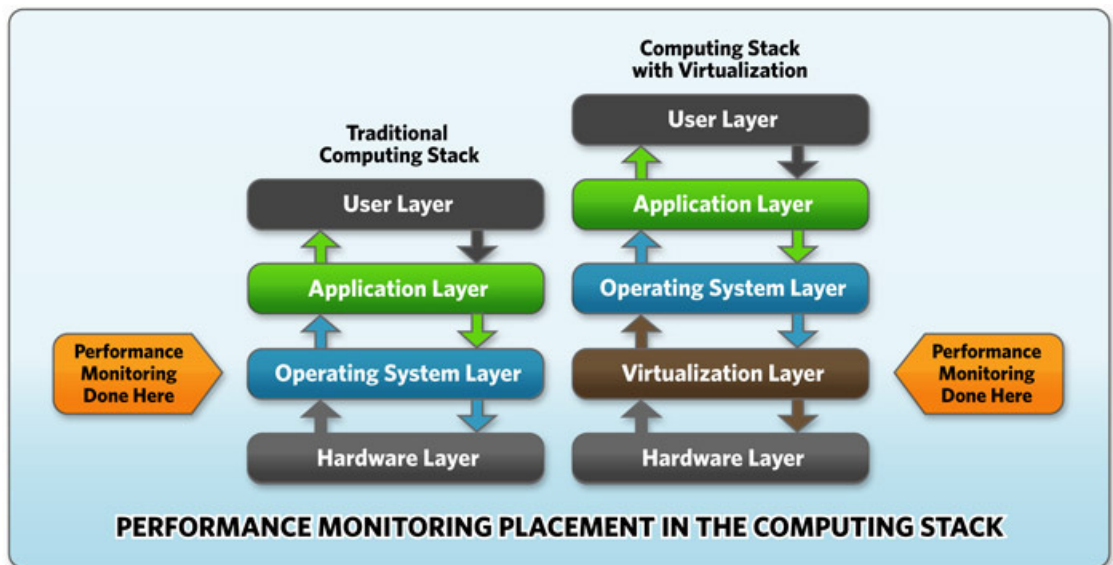 Computing Stack
with Virtualization
User Layer
Traditional
Computing Stack
Application Layer
User Layer
Application Layer
Operating System Layer
Performance
Monitoring
Done Here
Operating System Layer
Virtualization Layer
Performance
Monitoring
Done Here
Hardware Layer
Hardware Layer
PERFORMANCE MONITORING PLACEMENT IN THE COMPUTING STACK